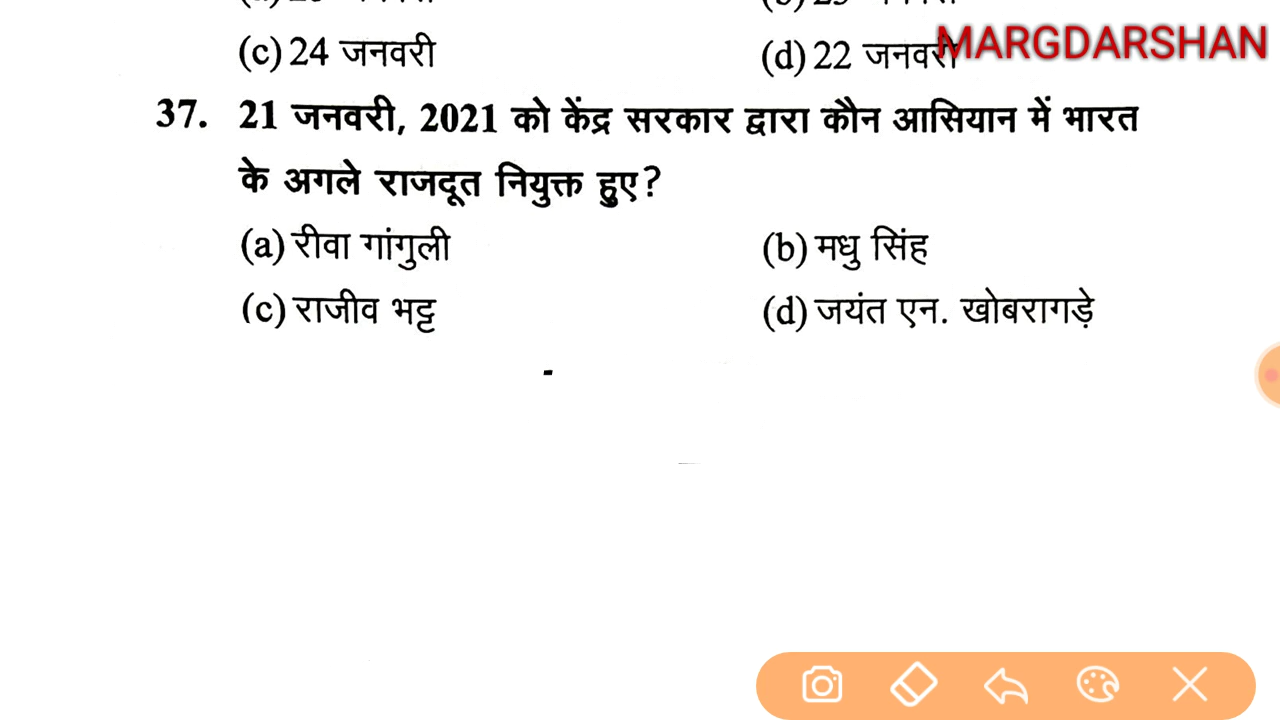 MARGDARSHAN
(c) 24 जनवरी
(d) 22 जनवरी
37. 21 जनवरी, 2021 को केंद्र सरकार द्वारा कौन आसियान में भारत
के अगले राजदूत नियुक्त हुए?
(a) रीवा गांगुली
(b) मधु सिंह
(c) राजीव भट्ट
(d) जयंत एन. खोबरागड़े